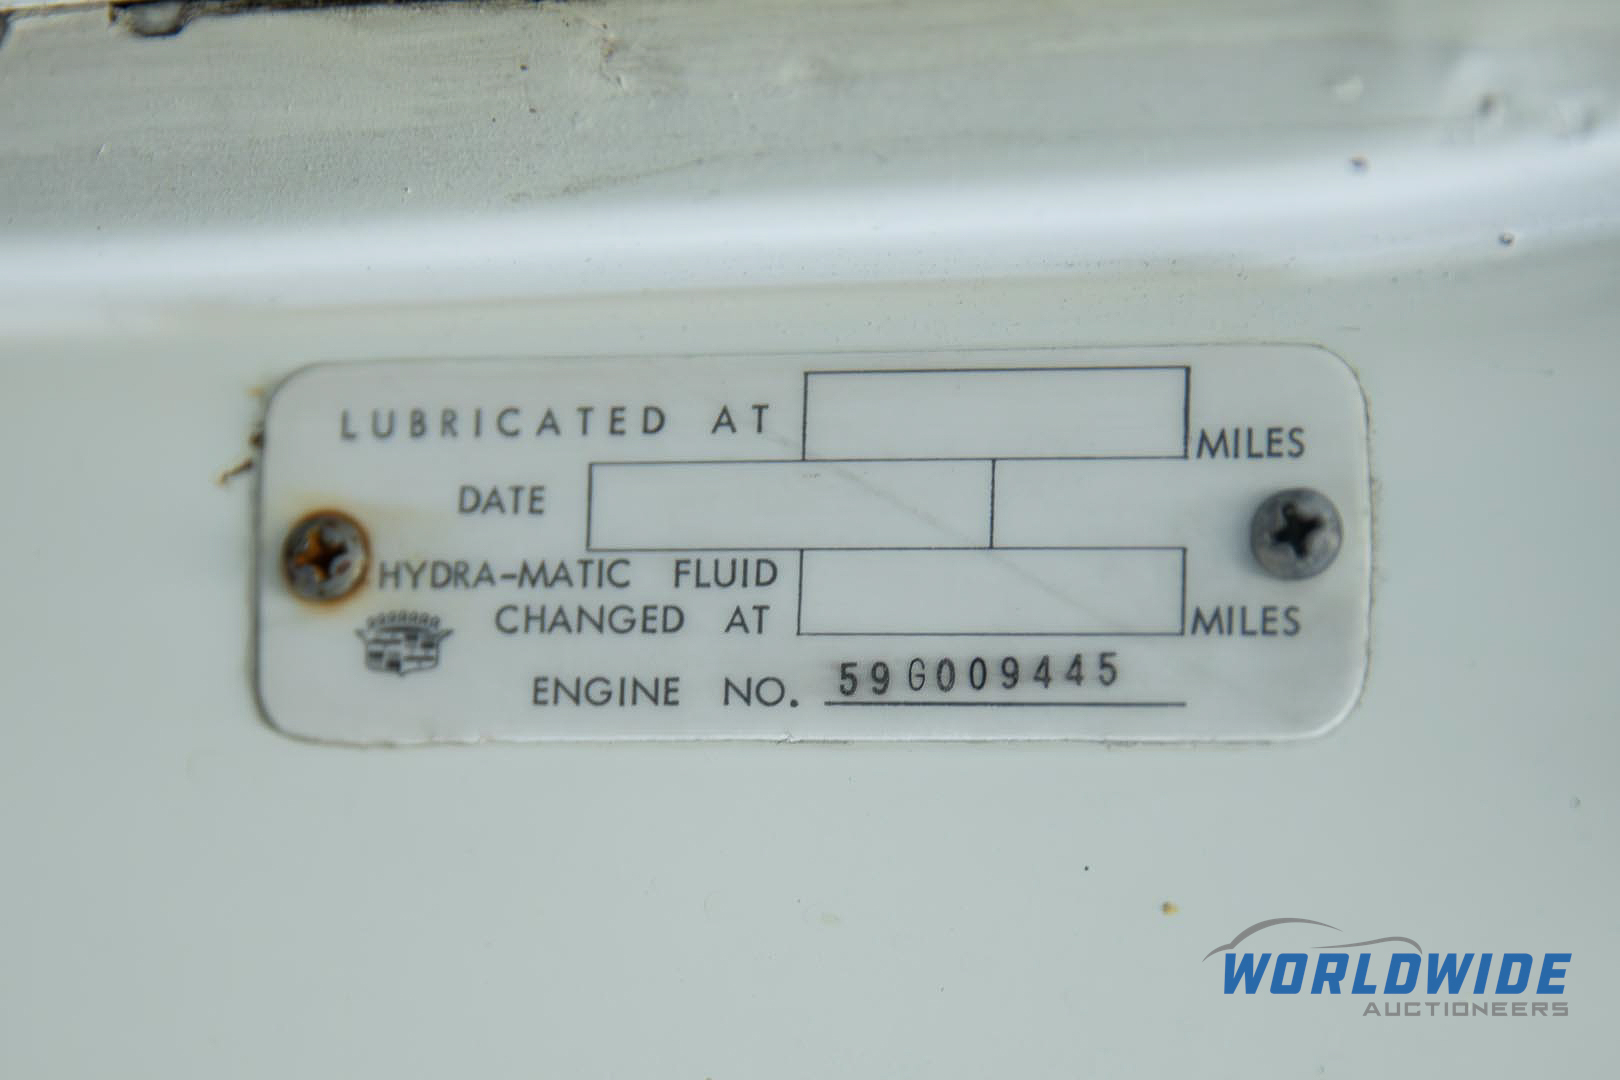 LUBRICATED AT MILES
DATE
HYDRA-MATIC FLUID
CHANGED AT MILES
ENGINE NO. 59G009445
WORLDWIDE
AUCTIONEERS